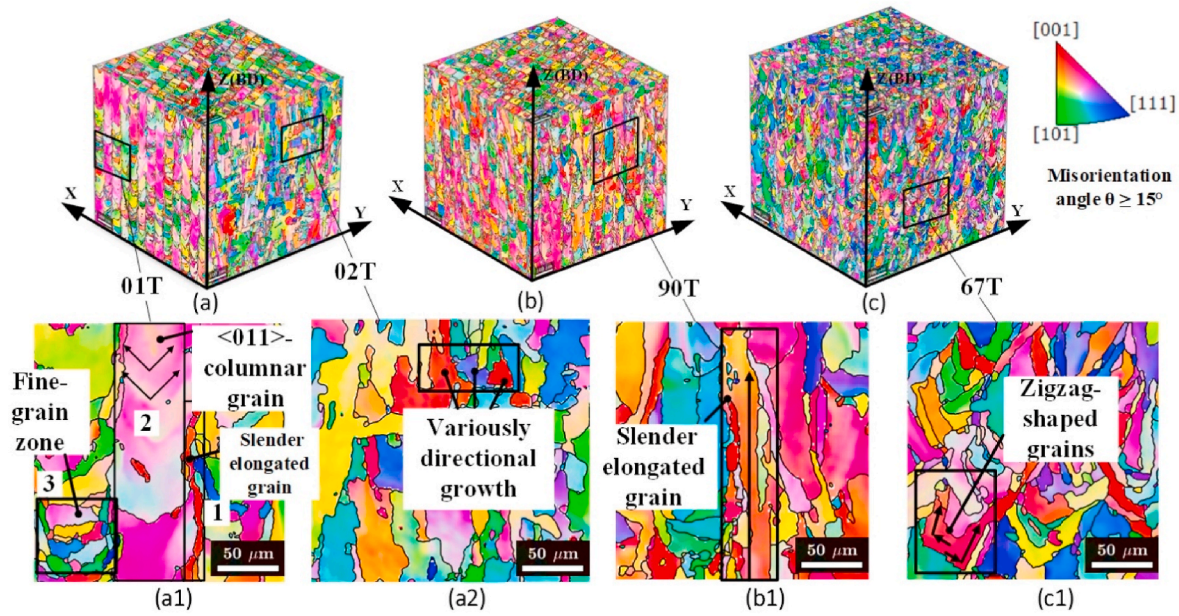 [001]
[111]
[101]
Misorientation
angle θ ≥ 15°
Z(BD)
X
Y
Z(BD)
X
Y
Z(BD)
X
Y
01T
(a)
02T
(b)
90T
(c)
67T
Fine-
grain
zone
3
<011>-
columnar
grain
2
Slender
elongated
grain
1
50 μm
(a1)
Variously
directional
growth
50 μm
(a2)
Slender
elongated
grain
50 μm
(b1)
Zigzag-
shaped
grains
50 μm
(c1)